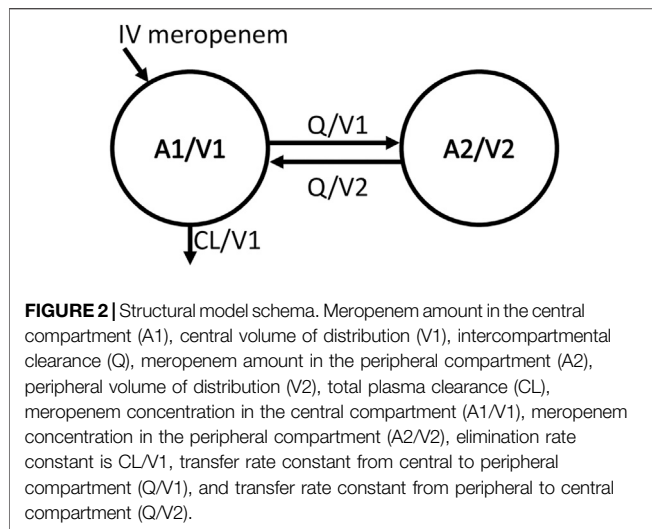 IV meropenem
Q/V1
A1/V1
A2/V2
Q/V2
CL/V1
FIGURE 2 | Structural model schema. Meropenem amount in the central
compartment (A1), central volume of distribution (V1), intercompartmental
clearance (Q), meropenem amount in the peripheral compartment (A2),
peripheral volume of distribution (V2), total plasma clearance (CL),
meropenem concentration in the central compartment (A1/V1), meropenem
concentration in the peripheral compartment (A2/V2), elimination rate
constant is CL/V1, transfer rate constant from central to peripheral
compartment (Q/V1), and transfer rate constant from peripheral to central
compartment (Q/V2).